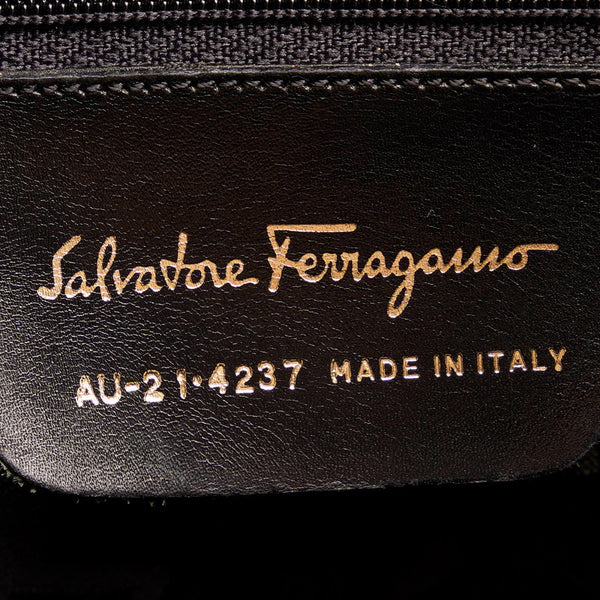 Salvatore Ferragamo
AU-21·4237 MADE IN ITALY